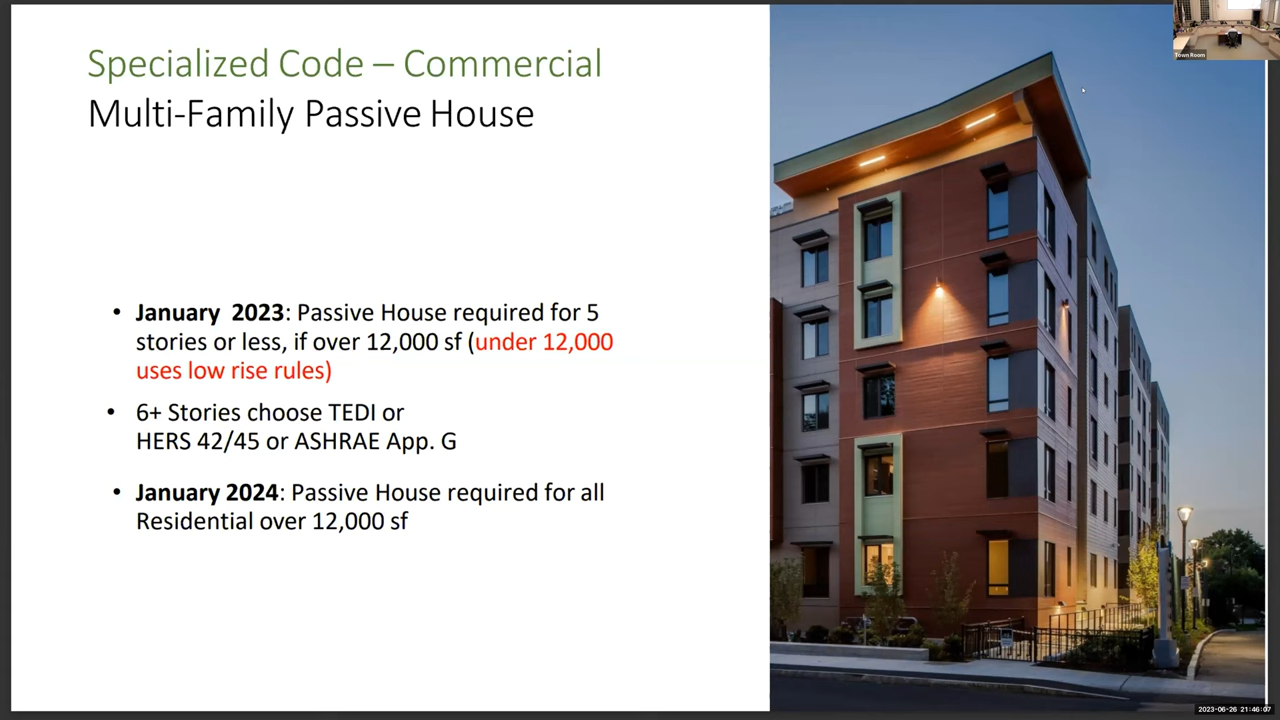 Specialized Code – Commercial
Multi-Family Passive House
• January 2023: Passive House required for 5
stories or less, if over 12,000 sf (under 12,000
uses low rise rules)
• 6+ Stories choose TEDI or
HERS 42/45 or ASHRAE App. G
• January 2024: Passive House required for all
Residential over 12,000 sf
Town Room
2023-06-26 21:46:07